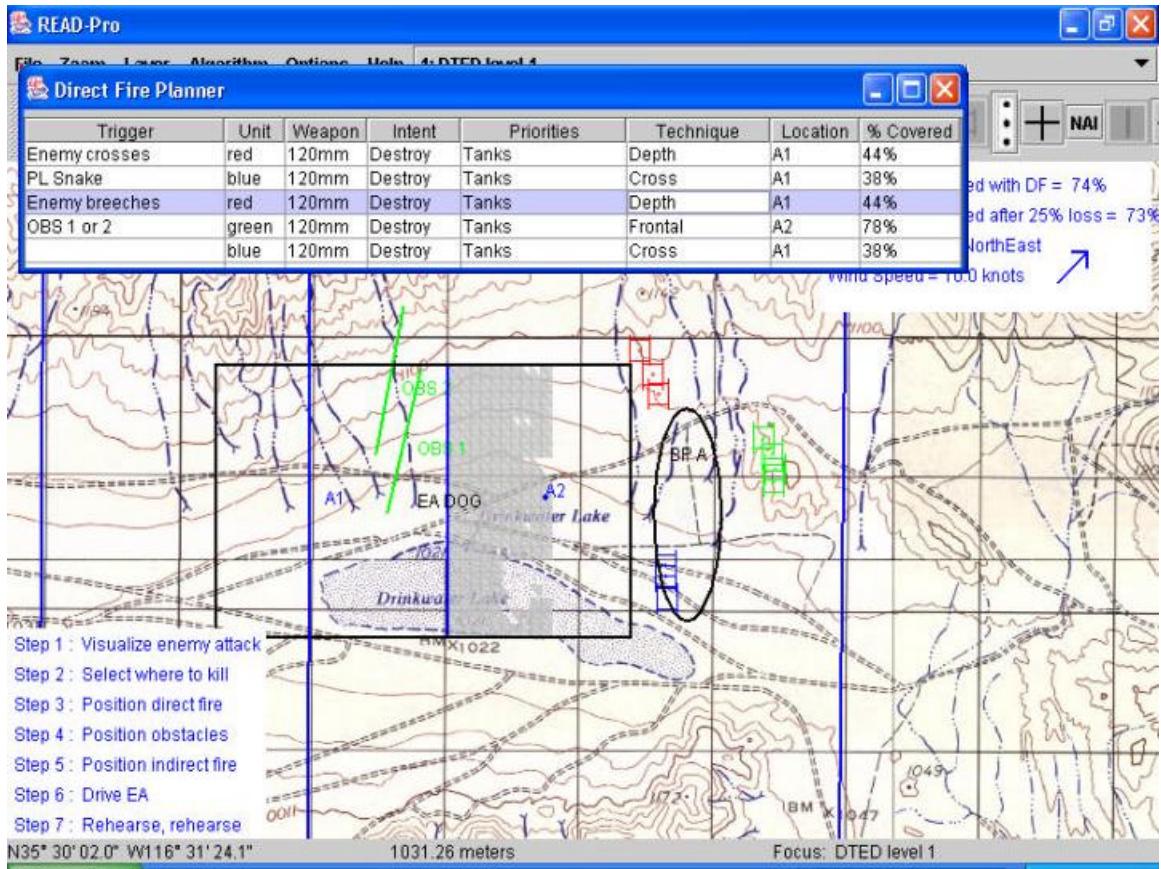 READ-Pro
File Zoom Layer Algorithm Options Help 1: DTED level 1
Direct Fire Planner
Trigger Unit Weapon Intent Priorities Technique Location % Covered
Enemy crosses red 120mm Destroy Tanks Depth A1 44%
PL Snake blue 120mm Destroy Tanks Cross A1 38%
Enemy breeches red 120mm Destroy Tanks Depth A1 44%
OBS 1 or 2 green 120mm Destroy Tanks Frontal A2 78%
blue 120mm Destroy Tanks Cross A1 38%
NAI
ed with DF = 74%
ed after 25% loss = 73%
NorthEast
Wind Speed = 10.0 knots
1194
1100
OBS
OBS 1
BP A
A1
EA DOG
A2
Drinkwater Lake
Drinkwater Lake
BM X 1022
Step 1 : Visualize enemy attack
Step 2 : Select where to kill
Step 3 : Position direct fire
Step 4 : Position obstacles
Step 5 : Position indirect fire
Step 6 : Drive EA
Step 7 : Rehearse, rehearse
1049
1172
BM X 1047
N35° 30' 02.0" W116° 31' 24.1" 1031.26 meters Focus: DTED level 1